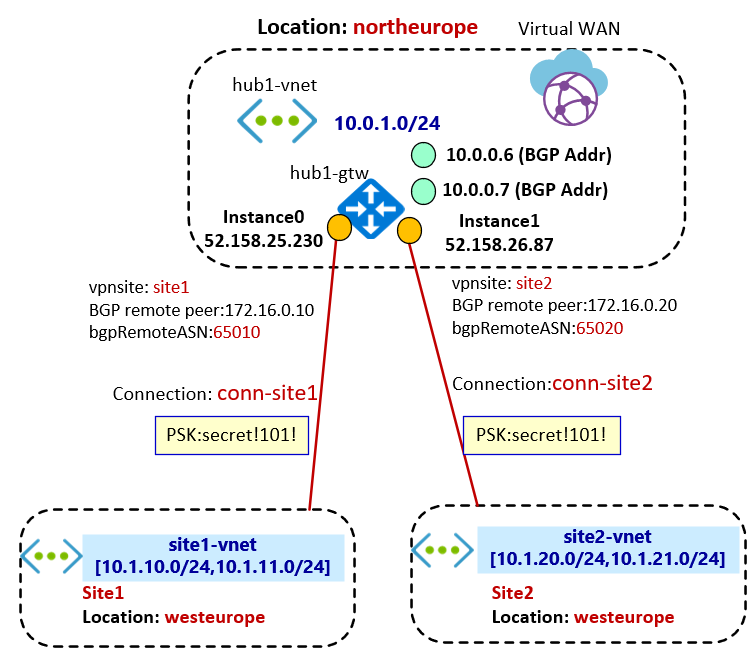 Location: northeurope
Virtual WAN
hub1-vnet
10.0.1.0/24
10.0.0.6 (BGP Addr)
hub1-gtw
10.0.0.7 (BGP Addr)
Instance0
52.158.25.230
Instance1
52.158.26.87
vpnsite: site1
BGP remote peer:172.16.0.10
bgpRemoteASN:65010
vpnsite: site2
BGP remote peer:172.16.0.20
bgpRemoteASN:65020
Connection: conn-site1
Connection:conn-site2
PSK:secret!101!
PSK:secret!101!
site1-vnet
[10.1.10.0/24,10.1.11.0/24]
Site1
Location: westeurope
site2-vnet
[10.1.20.0/24,10.1.21.0/24]
Site2
Location: westeurope